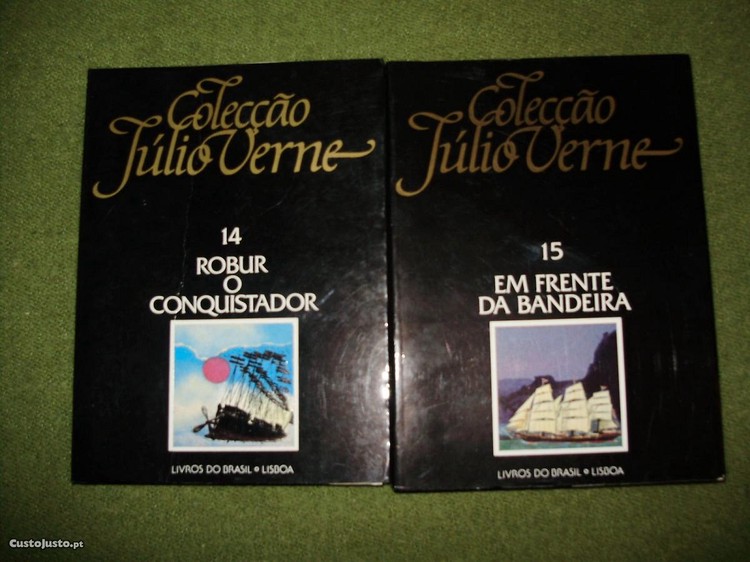 Colecção
Júlio Verne
14
ROBUR
O
CONQUISTADOR
LIVROS DO BRASIL • LISBOA
Colecção
Júlio Verne
15
EM FRENTE
DA BANDEIRA
LIVROS DO BRASIL • LISBOA
CustoJusto.pt